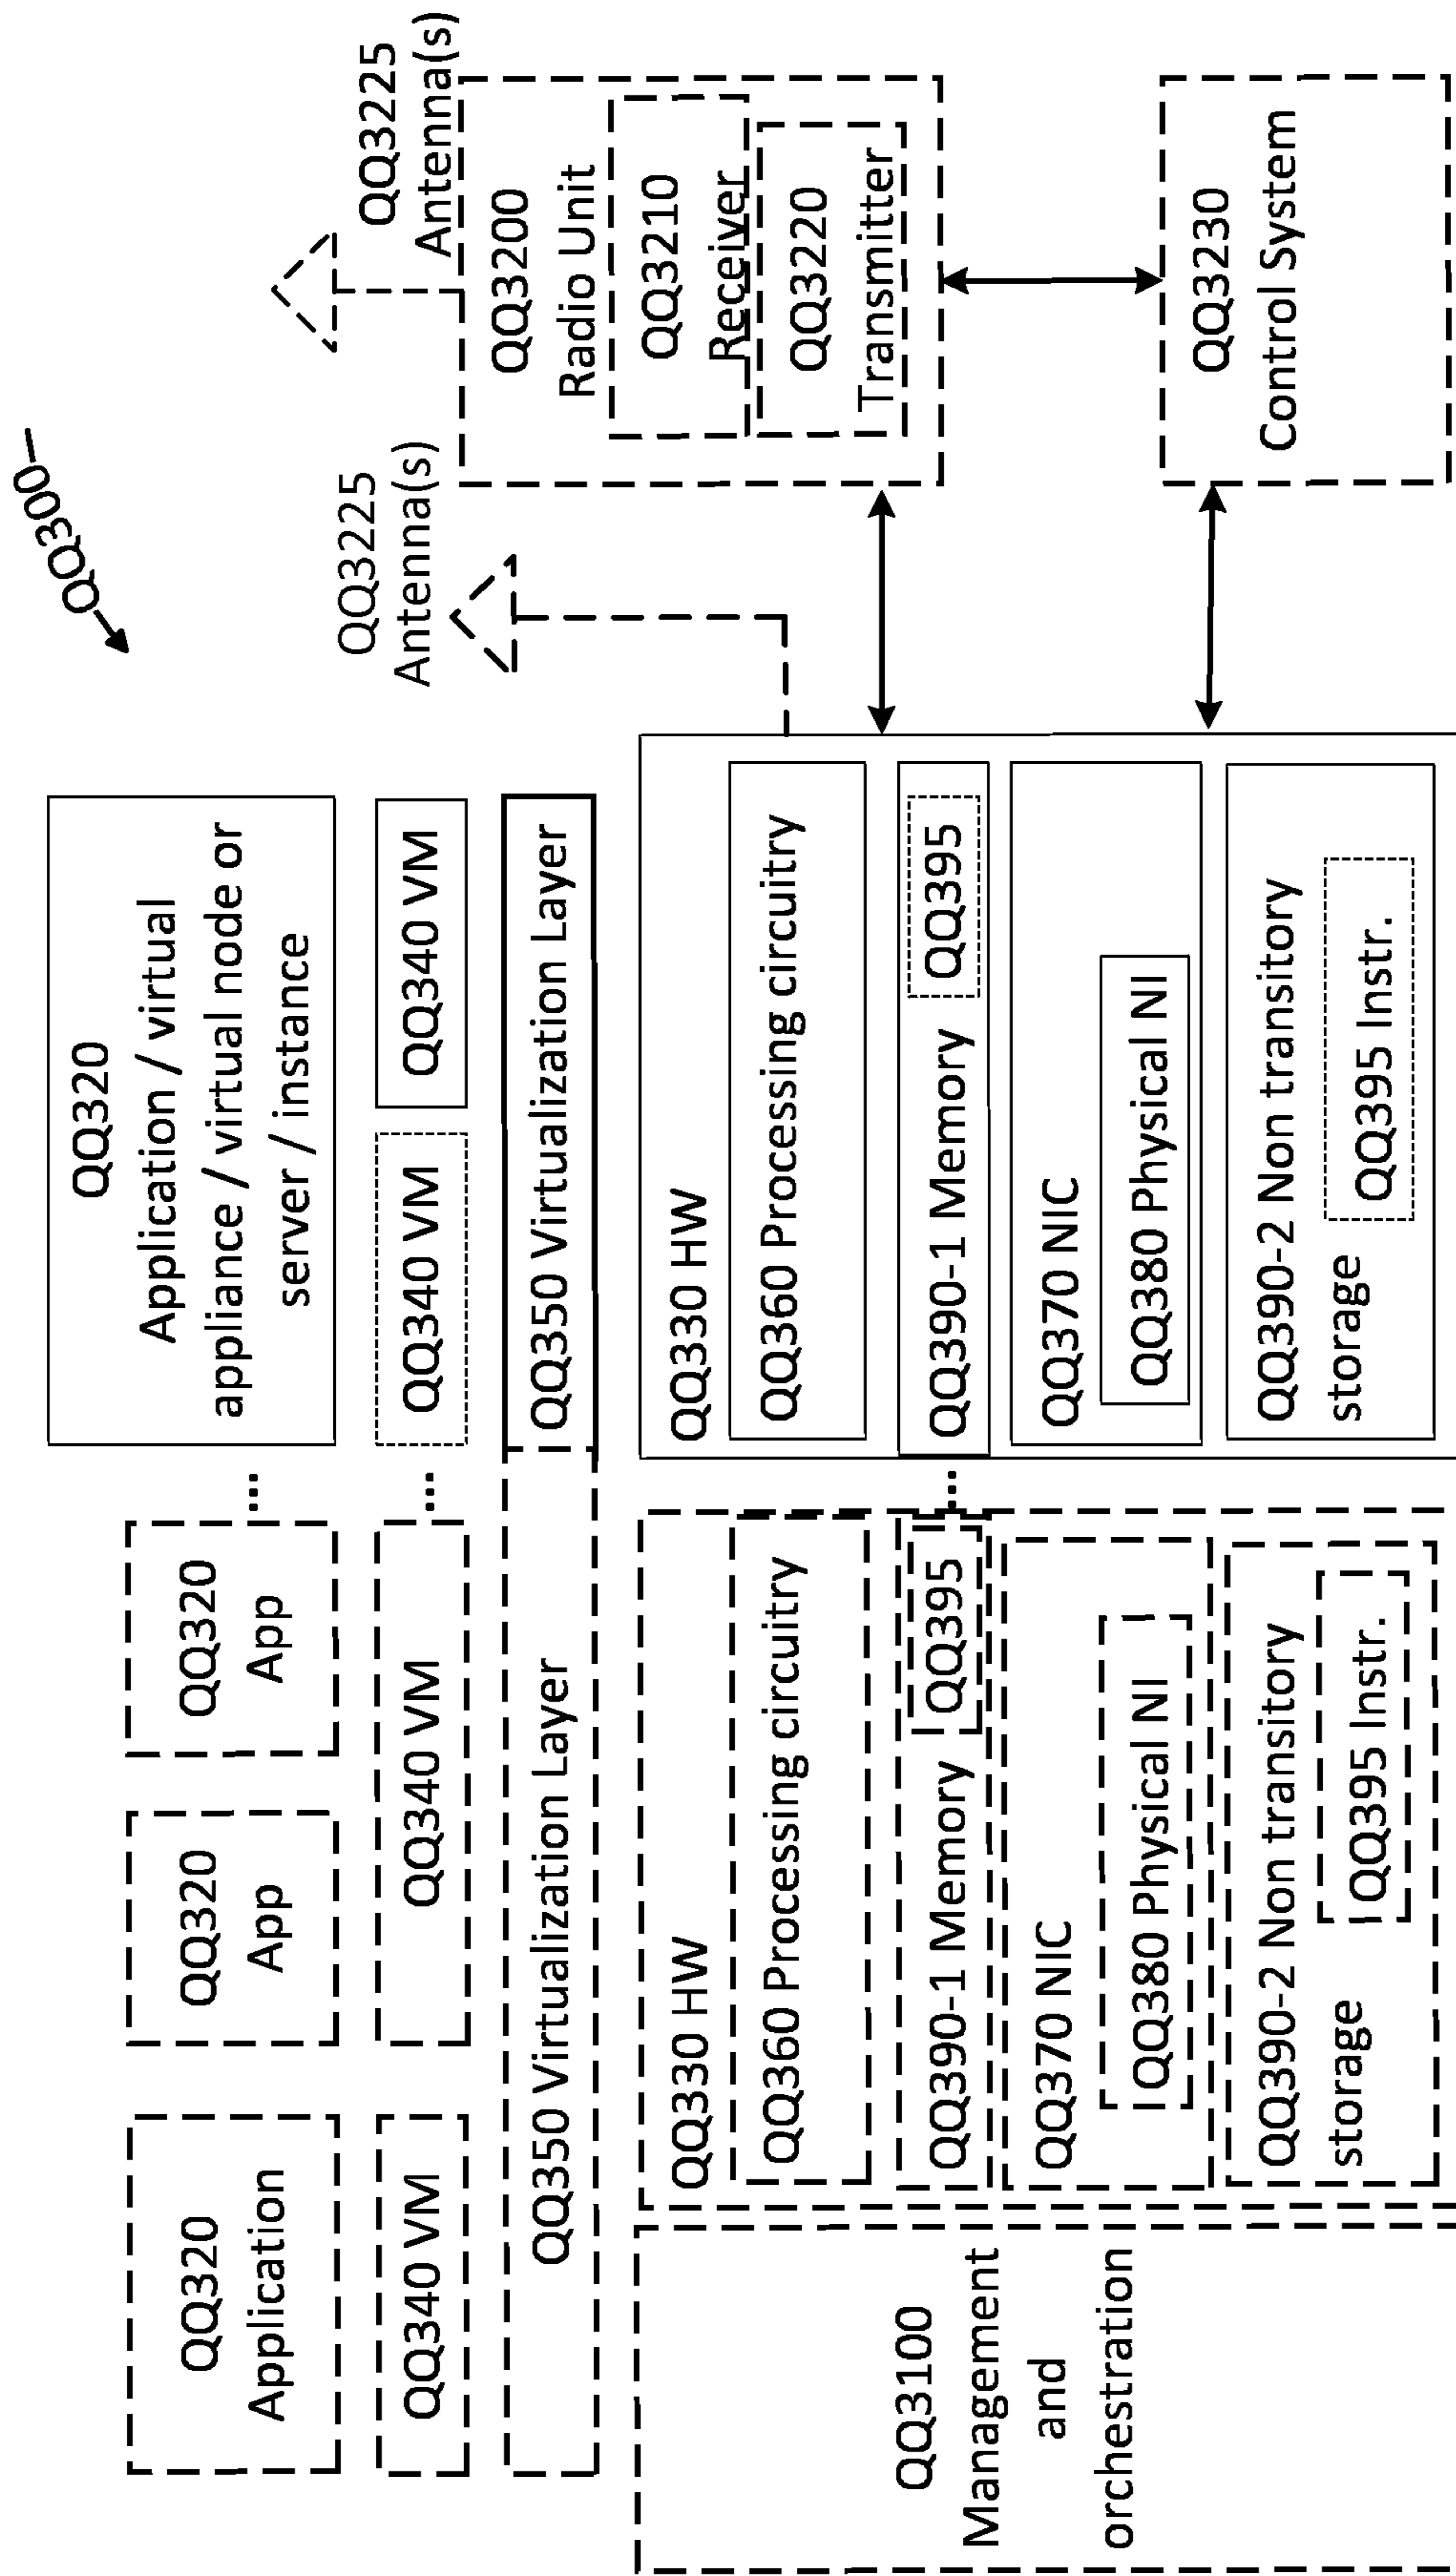 QQ300
QQ320
Application
QQ320
App
QQ320
App
...
QQ320
Application / virtual
appliance / virtual node or
server / instance
QQ340 VM
QQ340 VM
...
QQ340 VM
QQ340 VM
QQ350 Virtualization Layer
QQ350 Virtualization Layer
QQ3225
Antenna(s)
QQ3225
Antenna(s)
QQ3100
Management
and
orchestration
QQ330 HW
QQ360 Processing circuitry
QQ390-1 Memory
QQ395
QQ370 NIC
QQ380 Physical NI
QQ390-2 Non transitory
storage
QQ395 Instr.
...
QQ330 HW
QQ360 Processing circuitry
QQ390-1 Memory
QQ395
QQ370 NIC
QQ380 Physical NI
QQ390-2 Non transitory
storage
QQ395 Instr.
QQ3200
Radio Unit
QQ3210
Receiver
QQ3220
Transmitter
QQ3230
Control System